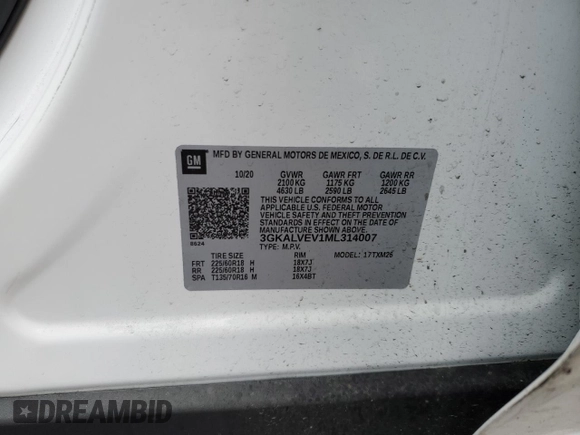 GM
MFD BY GENERAL MOTORS DE MEXICO, S. DE R.L. DE C.V.
10/20 GVWR GAWR FRT GAWR RR
2100 KG 1175 KG 1200 KG
4630 LB 2590 LB 2645 LB
THIS VEHICLE CONFORMS TO ALL
APPLICABLE U.S. FEDERAL MOTOR
VEHICLE SAFETY AND THEFT PREVENTION
STANDARDS IN EFFECT ON THE DATE OF
MANUFACTURE SHOWN ABOVE.
3GKALVEV1ML314007
8624
TYPE: M.P.V. MODEL: 17TXM26
TIRE SIZE SPEED RTG RIM
FRT 225/60R18 H 18X7J
RR 225/60R18 H 18X7J
SPA T135/70R16 M 16X4BT
DREAMBID